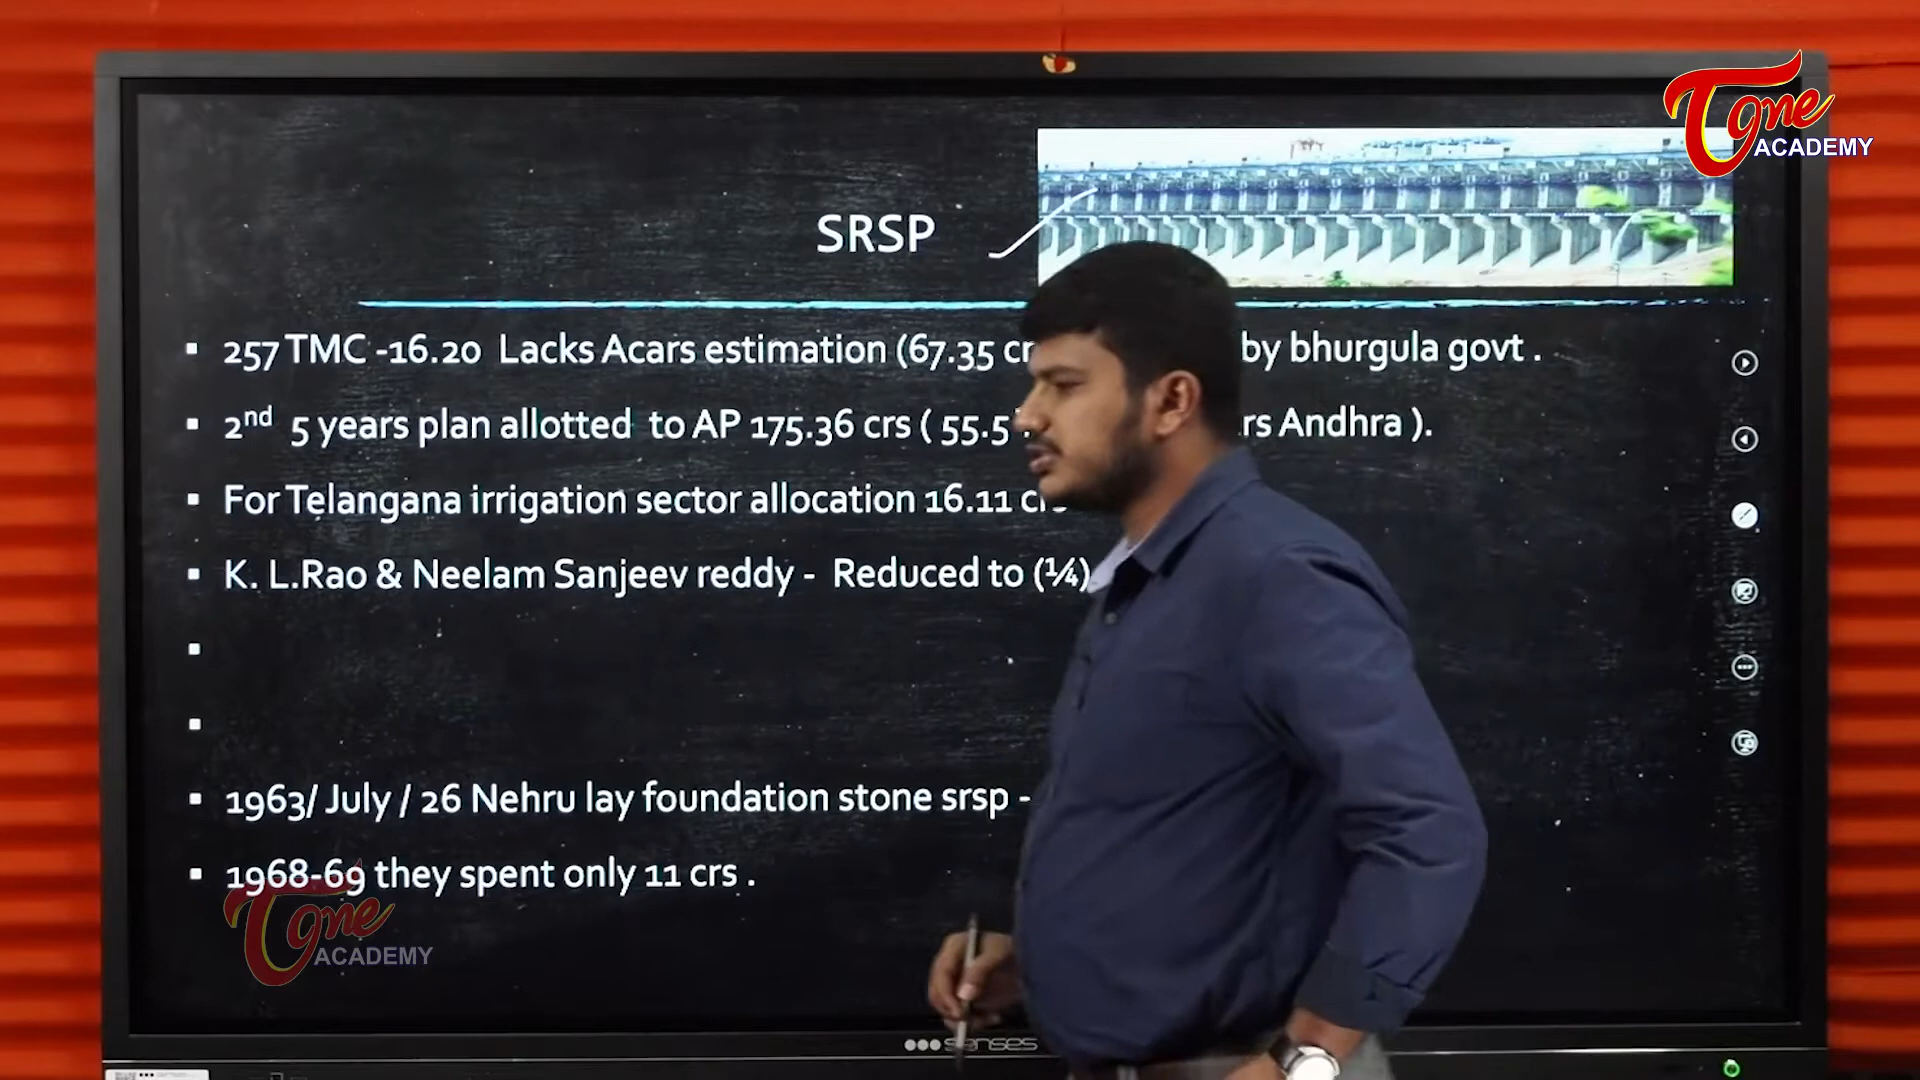 Tone
ACADEMY
SRSP
257 TMC -16.20 Lacks Acars estimation (67.35 by bhurgula govt .
2nd 5 years plan allotted to AP 175.36 crs ( 55.5 Andhra ).
For Telangana irrigation sector allocation 16.11 crs
K. L.Rao & Neelam Sanjeev reddy - Reduced to (¼)
1963/ July / 26 Nehru lay foundation stone srsp -
1968-69 they spent only 11 crs .
Tone
ACADEMY
senses